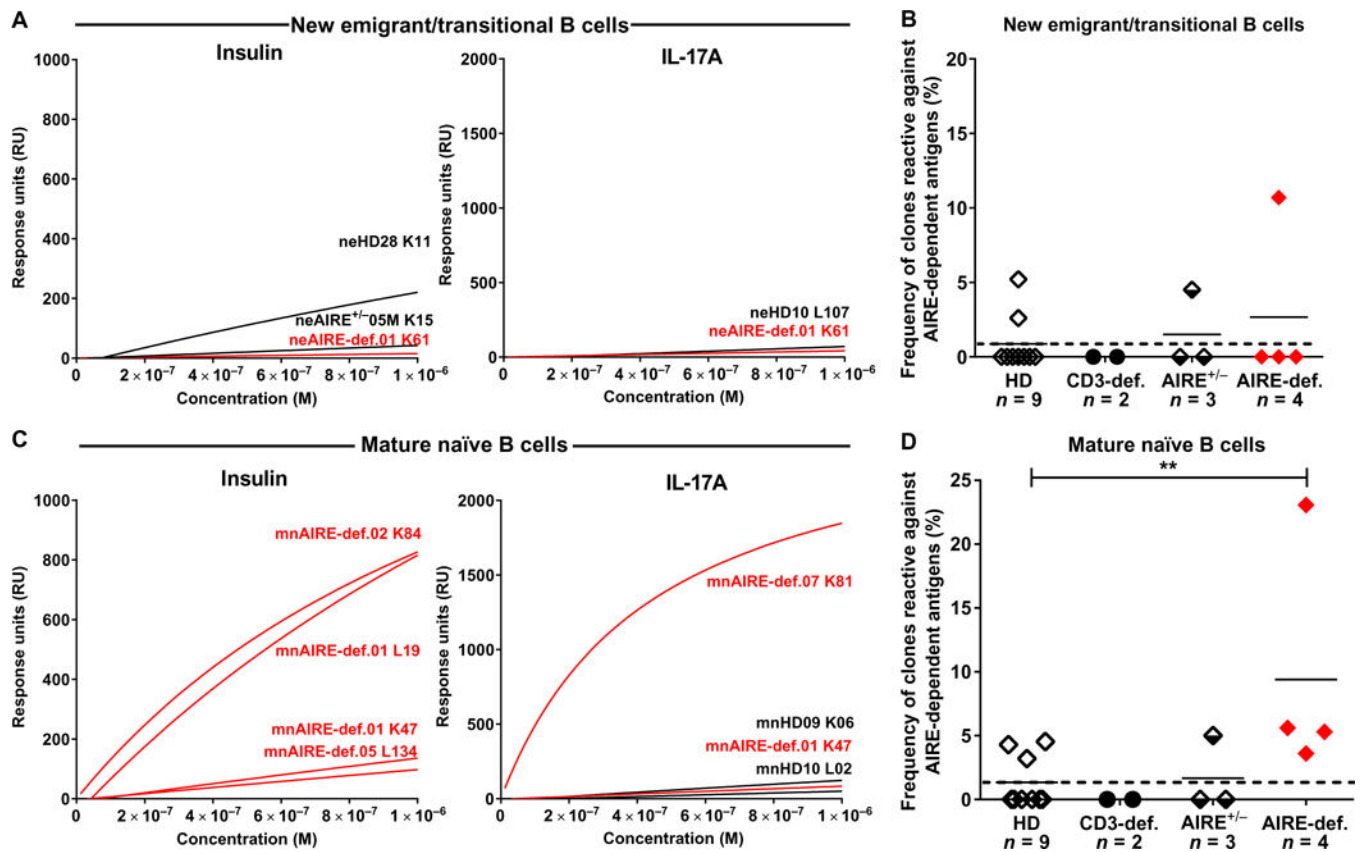 A
New emigrant/transitional B cells
Insulin
Response units (RU)
1000
800
600
400
200
0
neHD28 K11
neAIRE+/−05M K15
neAIRE-def.01 K61
0 2 × 10−7 4 × 10−7 6 × 10−7 8 × 10−7 1 × 10−6
Concentration (M)
IL-17A
Response units (RU)
2000
1500
1000
500
0
neHD10 L107
neAIRE-def.01 K61
0 2 × 10−7 4 × 10−7 6 × 10−7 8 × 10−7 1 × 10−6
Concentration (M)
B
New emigrant/transitional B cells
Frequency of clones reactive against
AIRE-dependent antigens (%)
20
15
10
5
0
HD CD3-def. AIRE+/− AIRE-def.
n = 9 n = 2 n = 3 n = 4
C
Mature naïve B cells
Insulin
Response units (RU)
1000
800
600
400
200
0
mnAIRE-def.02 K84
mnAIRE-def.01 L19
mnAIRE-def.01 K47
mnAIRE-def.05 L134
0 2 × 10−7 4 × 10−7 6 × 10−7 8 × 10−7 1 × 10−6
Concentration (M)
IL-17A
Response units (RU)
2000
1500
1000
500
0
mnAIRE-def.07 K81
mnHD09 K06
mnAIRE-def.01 K47
mnHD10 L02
0 2 × 10−7 4 × 10−7 6 × 10−7 8 × 10−7 1 × 10−6
Concentration (M)
D
Mature naïve B cells
**
Frequency of clones reactive against
AIRE-dependent antigens (%)
25
20
15
10
5
0
HD CD3-def. AIRE+/− AIRE-def.
n = 9 n = 2 n = 3 n = 4